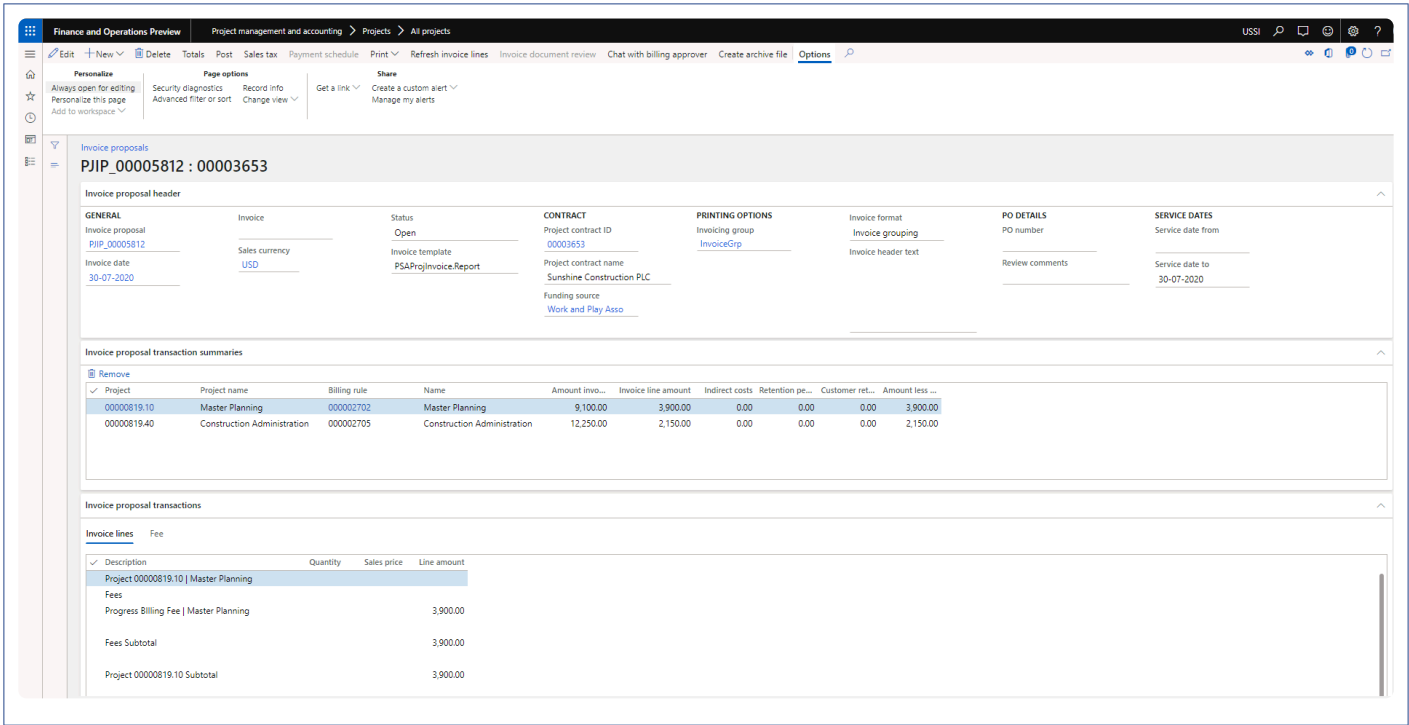 Finance and Operations Preview Project management and accounting > Projects > All projects USSI ?
Edit New Delete Totals Post Sales tax Payment schedule Print Refresh invoice lines Invoice document review Chat with billing approver Create archive file Options
Personalize Page options Share
Always open for editing Security diagnostics Record info Get a link Create a custom alert
Personalize this page Advanced filter or sort Change view Manage my alerts
Add to workspace
Invoice proposals
PJIP_00005812 : 00003653
Invoice proposal header
GENERAL Invoice Status CONTRACT PRINTING OPTIONS Invoice format PO DETAILS SERVICE DATES
Invoice proposal Open Project contract ID Invoicing group Invoice grouping PO number Service date from
PJIP_00005812 Sales currency Invoice template 00003653 InvoiceGrp Invoice header text
Invoice date USD PSAProjInvoice.Report Project contract name Review comments Service date to
30-07-2020 Sunshine Construction PLC 30-07-2020
Funding source
Work and Play Asso
Invoice proposal transaction summaries
Remove
Project Project name Billing rule Name Amount invo... Invoice line amount Indirect costs Retention pe... Customer ret... Amount less ...
00000819.10 Master Planning 000002702 Master Planning 9,100.00 3,900.00 0.00 0.00 0.00 3,900.00
00000819.40 Construction Administration 000002705 Construction Administration 12,250.00 2,150.00 0.00 0.00 0.00 2,150.00
Invoice proposal transactions
Invoice lines Fee
Description Quantity Sales price Line amount
Project 00000819.10 | Master Planning
Fees
Progress BIlling Fee | Master Planning 3,900.00
Fees Subtotal 3,900.00
Project 00000819.10 Subtotal 3,900.00